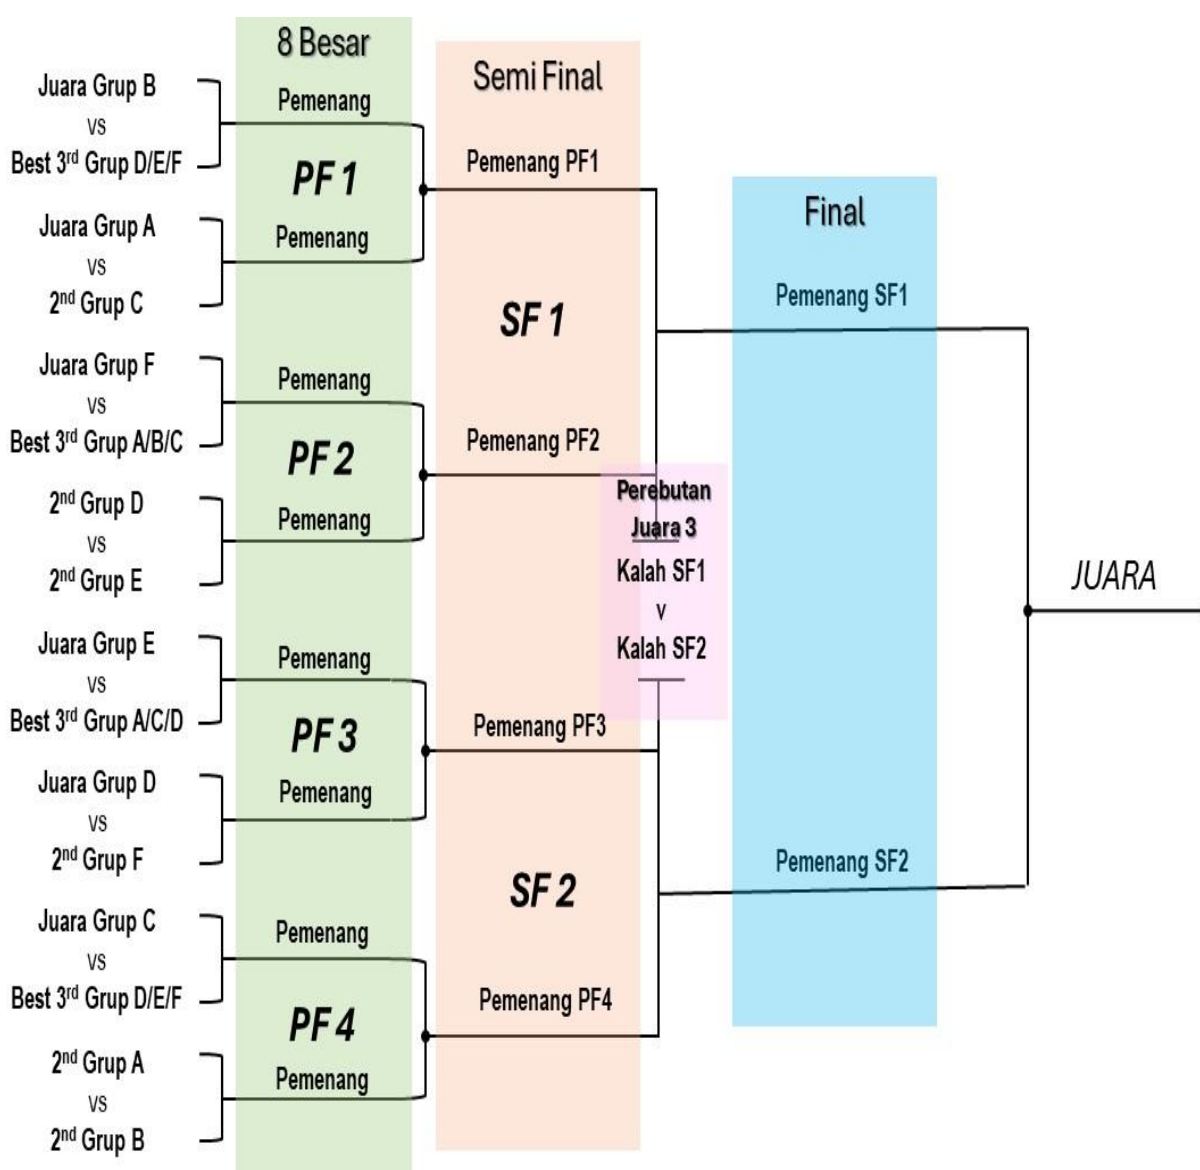 8 Besar
Juara Grup B
vs
Best 3rd Grup D/E/F
Pemenang
PF 1
Juara Grup A
vs
2nd Grup C
Pemenang
Juara Grup F
vs
Best 3rd Grup A/B/C
Pemenang
PF 2
2nd Grup D
vs
2nd Grup E
Pemenang
Juara Grup E
vs
Best 3rd Grup A/C/D
Pemenang
PF 3
Juara Grup D
vs
2nd Grup F
Pemenang
Juara Grup C
vs
Best 3rd Grup D/E/F
Pemenang
PF 4
2nd Grup A
vs
2nd Grup B
Pemenang
Semi Final
Pemenang PF1
SF 1
Pemenang PF2
Perebutan
Juara 3
Kalah SF1
v
Kalah SF2
Pemenang PF3
SF 2
Pemenang PF4
Final
Pemenang SF1
Pemenang SF2
JUARA